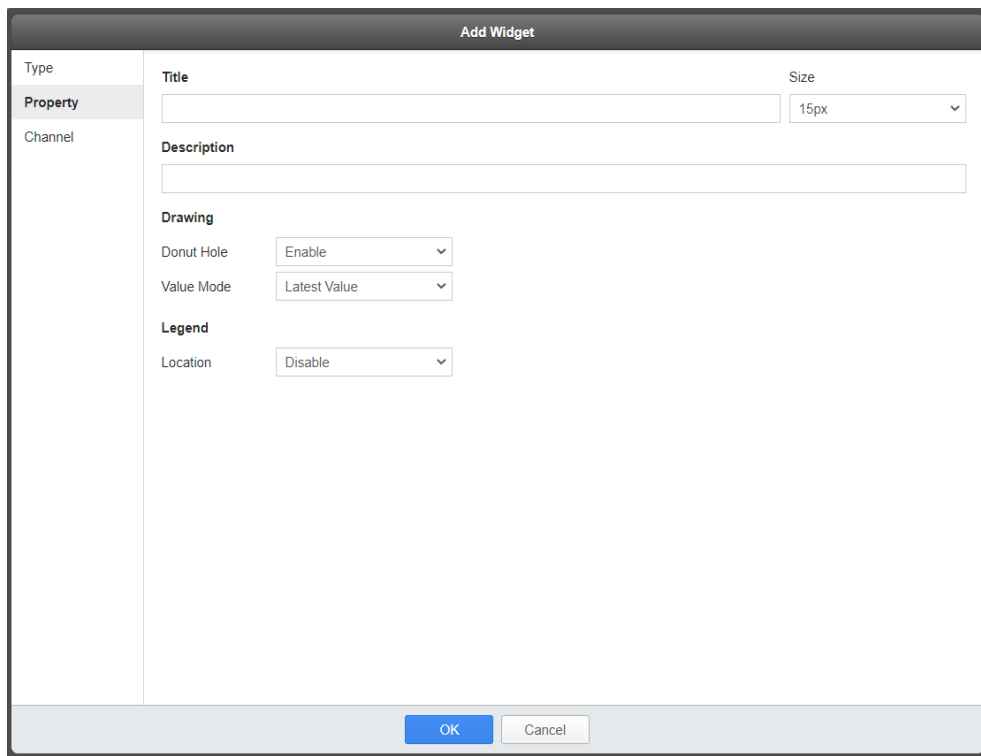 Add Widget
Type
Property
Channel
Title
Size
15px
Description
Drawing
Donut Hole Enable
Value Mode Latest Value
Legend
Location Disable
OK Cancel